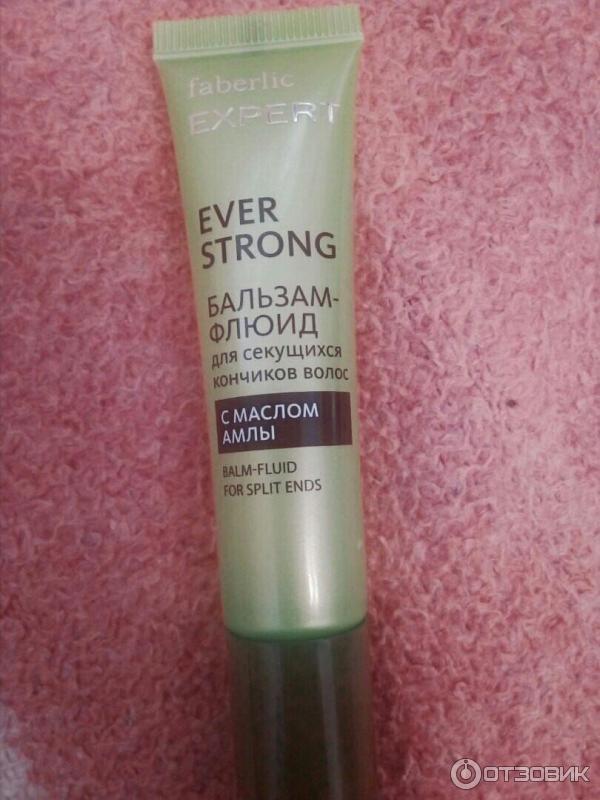 faberlic
EXPERT
EVER
STRONG
БАЛЬЗАМ-
ФЛЮИД
для секущихся
кончиков волос
С МАСЛОМ
АМЛЫ
BALM-FLUID
FOR SPLIT ENDS
ОТЗОВИК